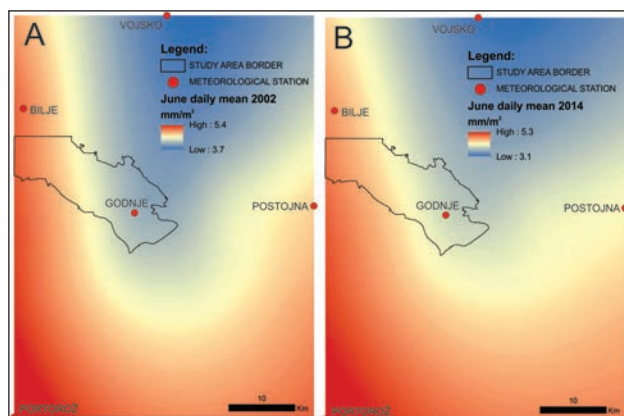 A
VOJSKO
Legend:
STUDY AREA BORDER
METEOROLOGICAL STATION
June daily mean 2002
mm/m²
High : 5.4
Low : 3.7
BILJE
GODNJE
POSTOJNA
PORTOROŽ
10
Km
B
VOJSKO
Legend:
STUDY AREA BORDER
METEOROLOGICAL STATION
June daily mean 2014
mm/m²
High : 5.3
Low : 3.1
BILJE
GODNJE
POSTOJNA
PORTOROŽ
10
Km